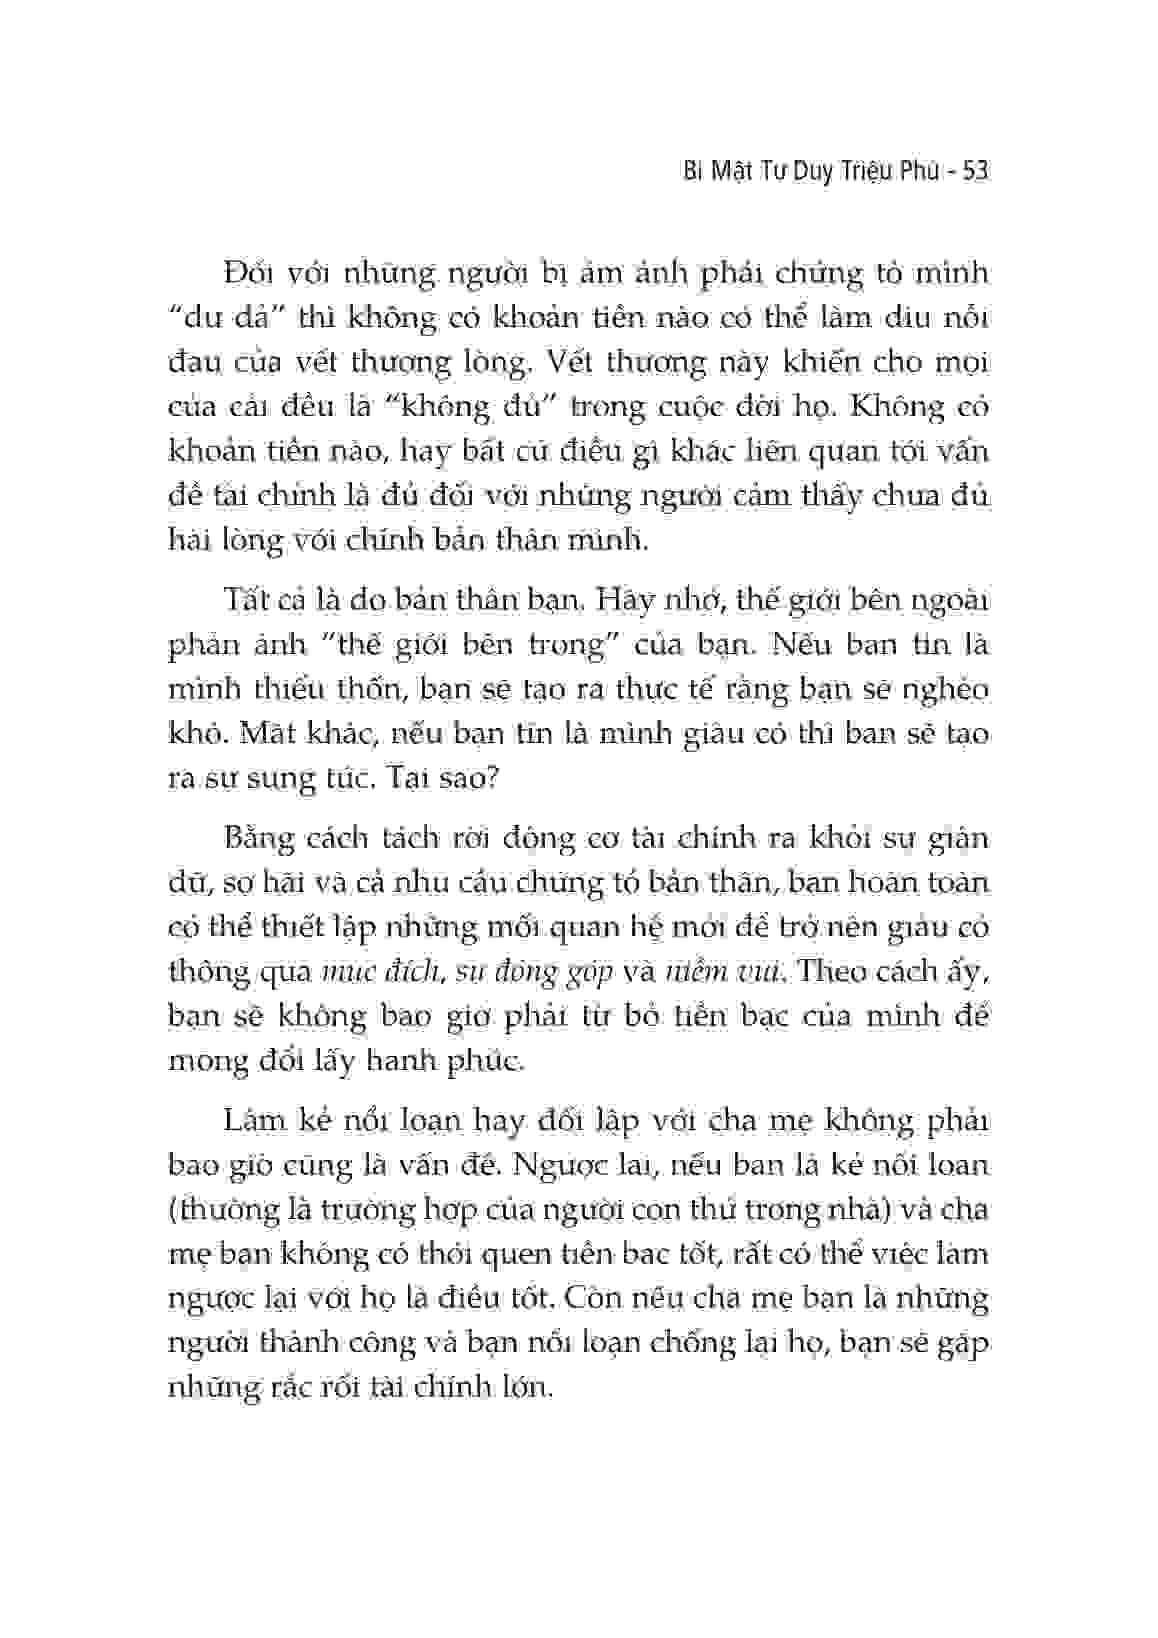 Bí Mật Tư Duy Triệu Phú - 53
Đối với những người bị ám ảnh phải chứng tỏ mình
“dư dả” thì không có khoản tiền nào có thể làm dịu nỗi
đau của vết thương lòng. Vết thương này khiến cho mọi
của cải đều là “không đủ” trong cuộc đời họ. Không có
khoản tiền nào, hay bất cứ điều gì khác liên quan tới vấn
đề tài chính là đủ đối với những người cảm thấy chưa đủ
hài lòng với chính bản thân mình.
Tất cả là do bản thân bạn. Hãy nhớ, thế giới bên ngoài
phản ánh “thế giới bên trong” của bạn. Nếu bạn tin là
mình thiếu thốn, bạn sẽ tạo ra thực tế rằng bạn sẽ nghèo
khó. Mặt khác, nếu bạn tin là mình giàu có thì bạn sẽ tạo
ra sự sung túc. Tại sao?
Bằng cách tách rời động cơ tài chính ra khỏi sự giận
dữ, sợ hãi và cả nhu cầu chứng tỏ bản thân, bạn hoàn toàn
có thể thiết lập những mối quan hệ mới để trở nên giàu có
thông qua mục đích, sự đóng góp và niềm vui. Theo cách ấy,
bạn sẽ không bao giờ phải từ bỏ tiền bạc của mình để
mong đổi lấy hạnh phúc.
Làm kẻ nổi loạn hay đối lập với cha mẹ không phải
bao giờ cũng là vấn đề. Ngược lại, nếu bạn là kẻ nổi loạn
(thường là trường hợp của người con thứ trong nhà) và cha
mẹ bạn không có thói quen tiền bạc tốt, rất có thể việc làm
ngược lại với họ là điều tốt. Còn nếu cha mẹ bạn là những
người thành công và bạn nổi loạn chống lại họ, bạn sẽ gặp
những rắc rối tài chính lớn.